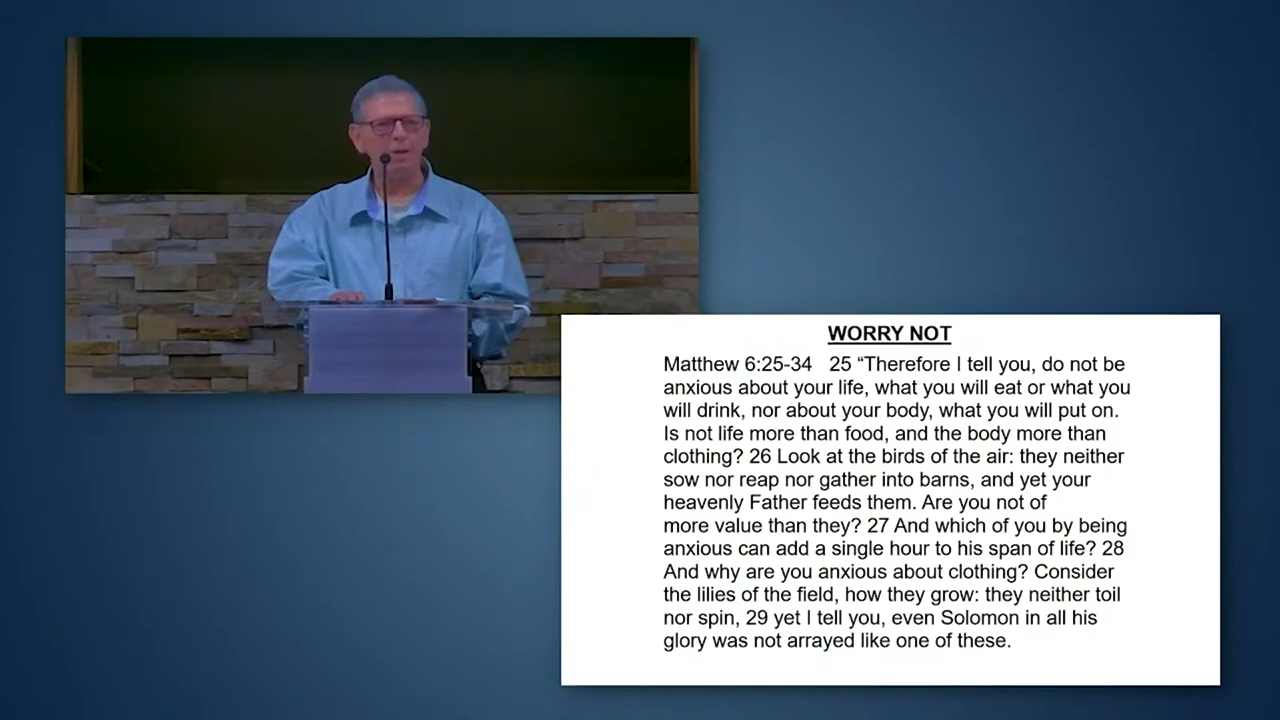 WORRY NOT
Matthew 6:25-34 25 “Therefore I tell you, do not be
anxious about your life, what you will eat or what you
will drink, nor about your body, what you will put on.
Is not life more than food, and the body more than
clothing? 26 Look at the birds of the air: they neither
sow nor reap nor gather into barns, and yet your
heavenly Father feeds them. Are you not of
more value than they? 27 And which of you by being
anxious can add a single hour to his span of life? 28
And why are you anxious about clothing? Consider
the lilies of the field, how they grow: they neither toil
nor spin, 29 yet I tell you, even Solomon in all his
glory was not arrayed like one of these.